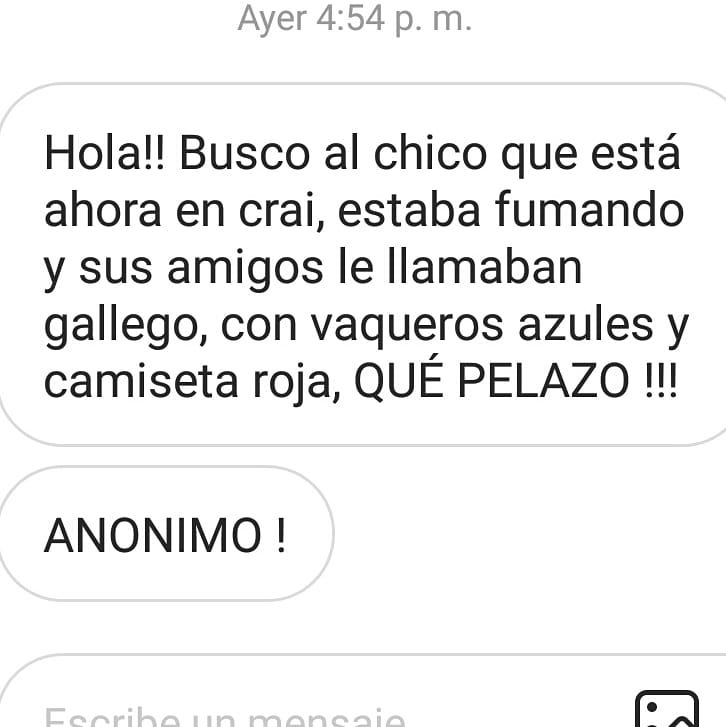 Ayer 4:54 p. m.
Hola!! Busco al chico que está
ahora en crai, estaba fumando
y sus amigos le llamaban
gallego, con vaqueros azules y
camiseta roja, QUÉ PELAZO !!!
ANONIMO !
Escribe un mensaje